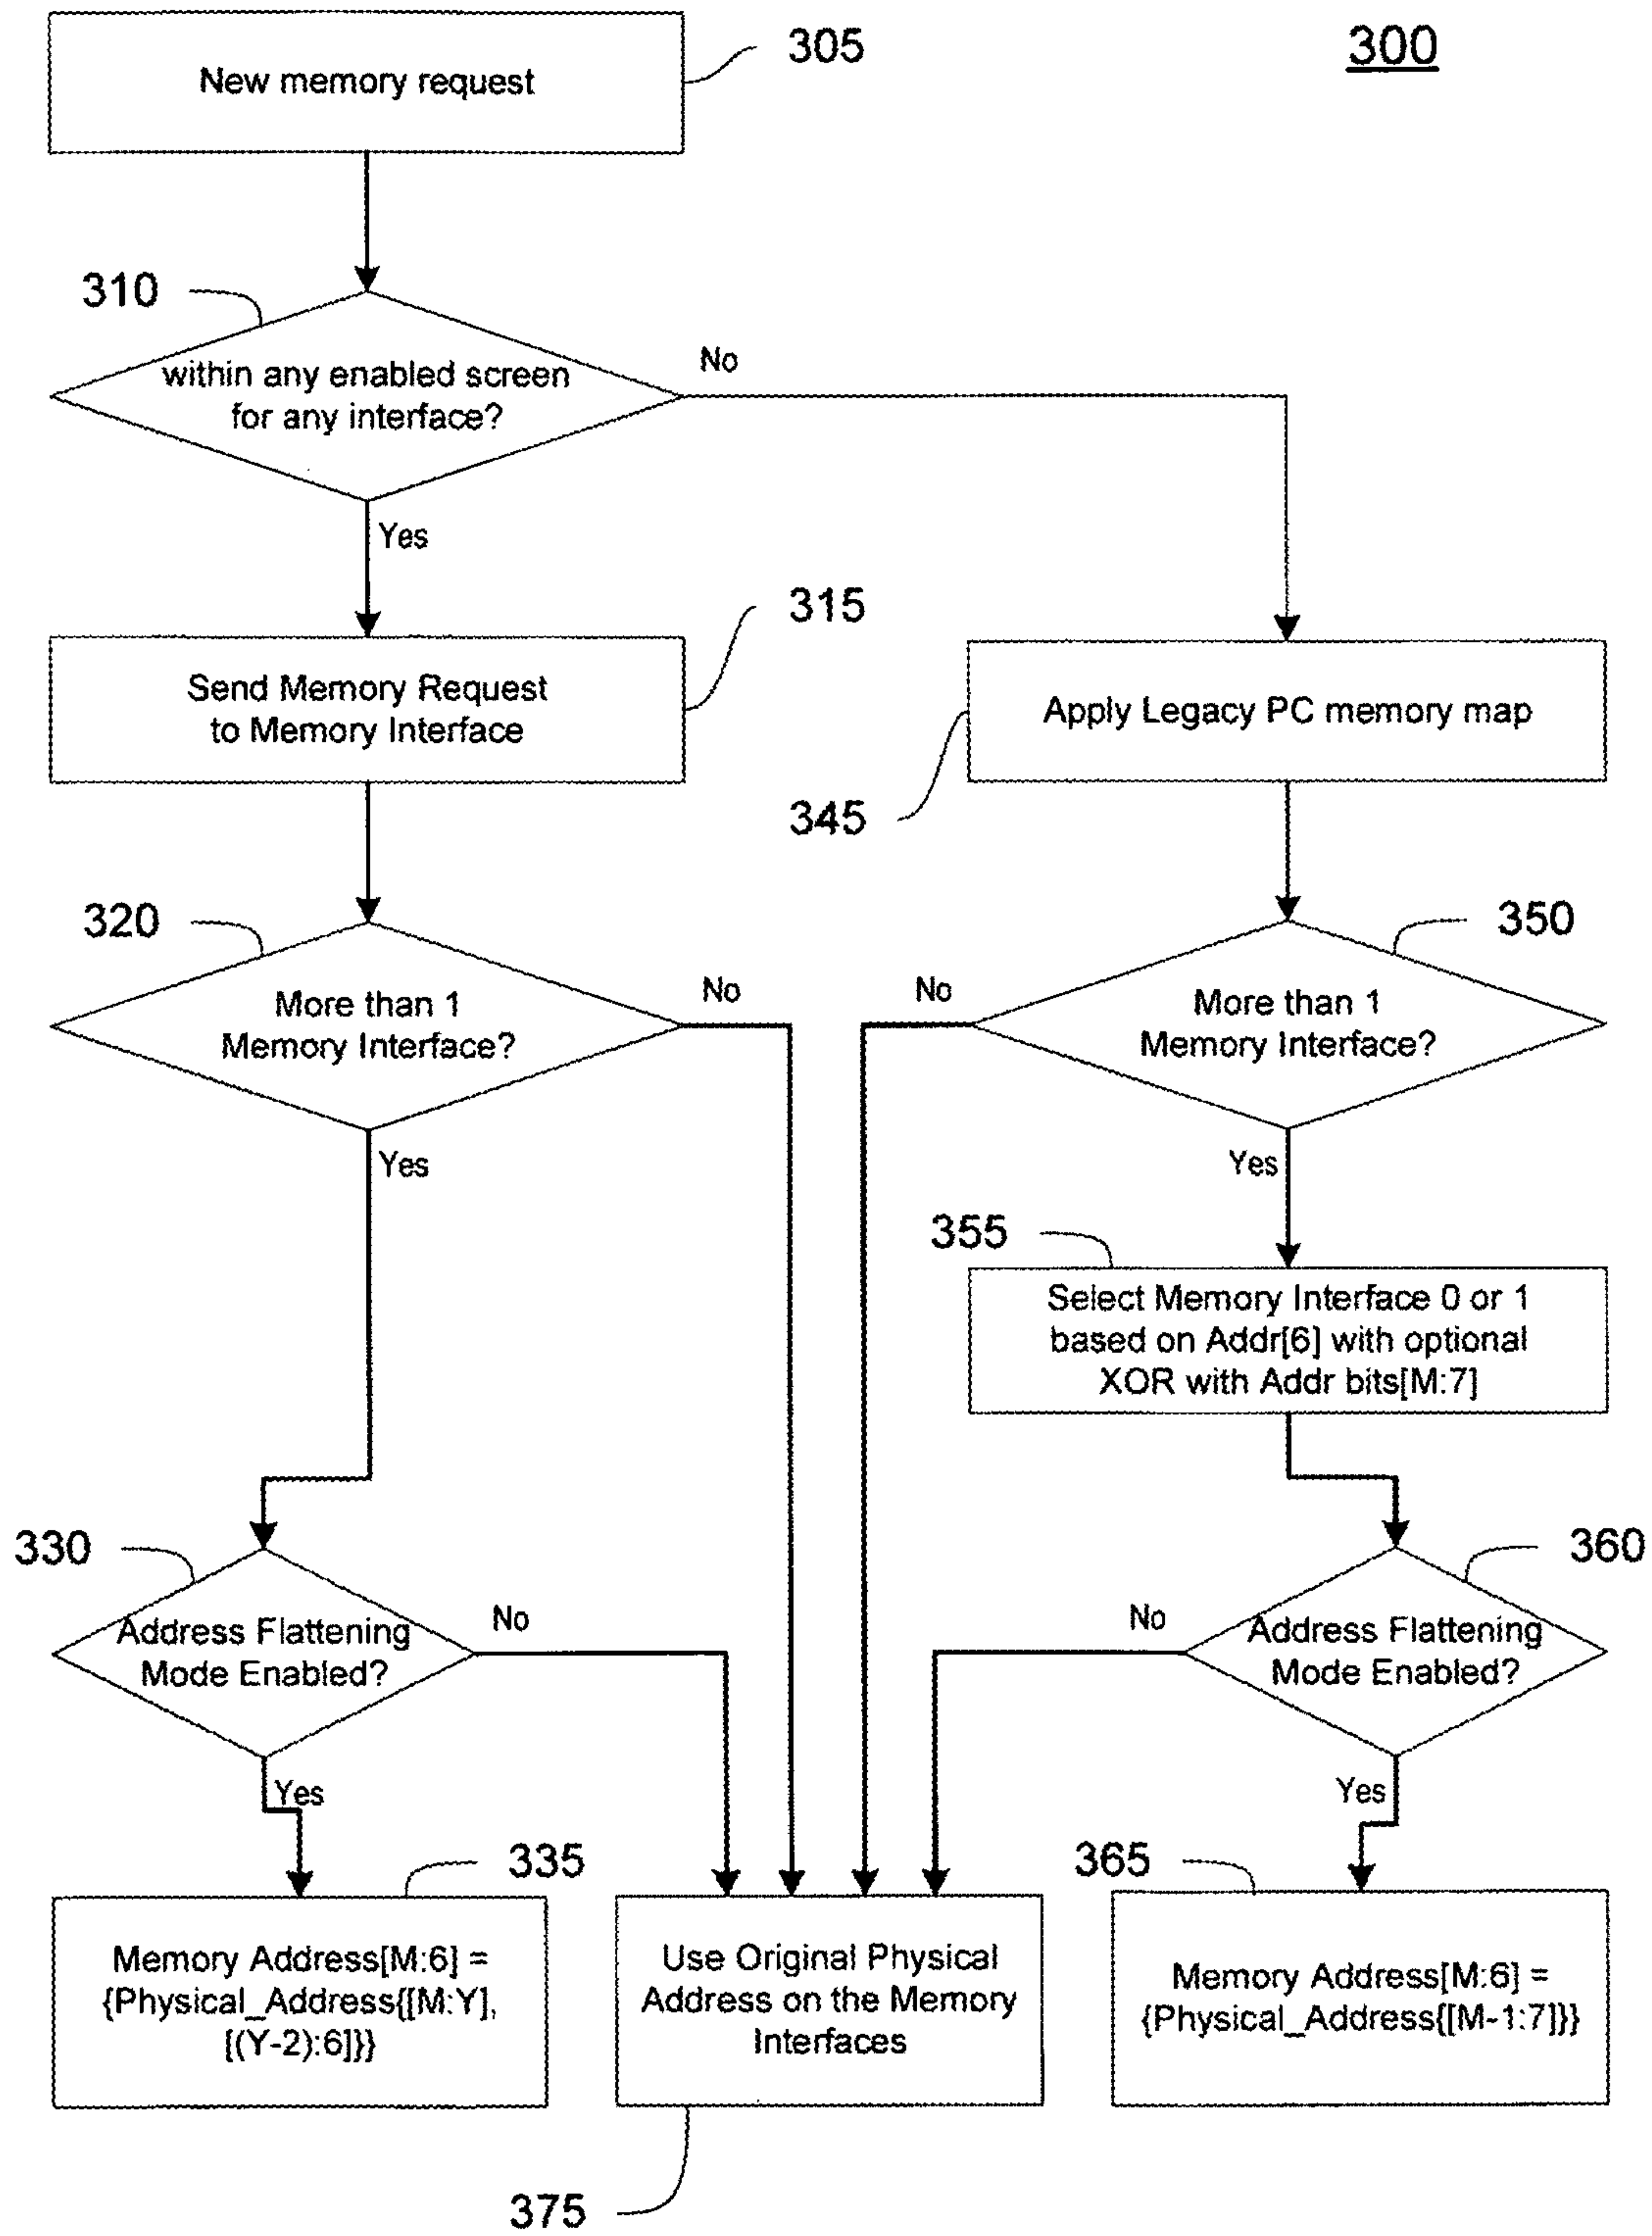 305
300
New memory request
310
within any enabled screen
for any interface?
No
Yes
315
Send Memory Request
to Memory Interface
Apply Legacy PC memory map
345
320
350
More than 1
Memory Interface?
No
No
More than 1
Memory Interface?
Yes
Yes
355
Select Memory Interface 0 or 1
based on Addr[6] with optional
XOR with Addr bits[M:7]
330
360
Address Flattening
Mode Enabled?
No
No
Address Flattening
Mode Enabled?
Yes
Yes
335
365
Memory Address[M:6] =
{Physical_Address{[M:Y],
[(Y-2):6]}}
Use Original Physical
Address on the Memory
Interfaces
Memory Address[M:6] =
{Physical_Address{[M-1:7]}}
375